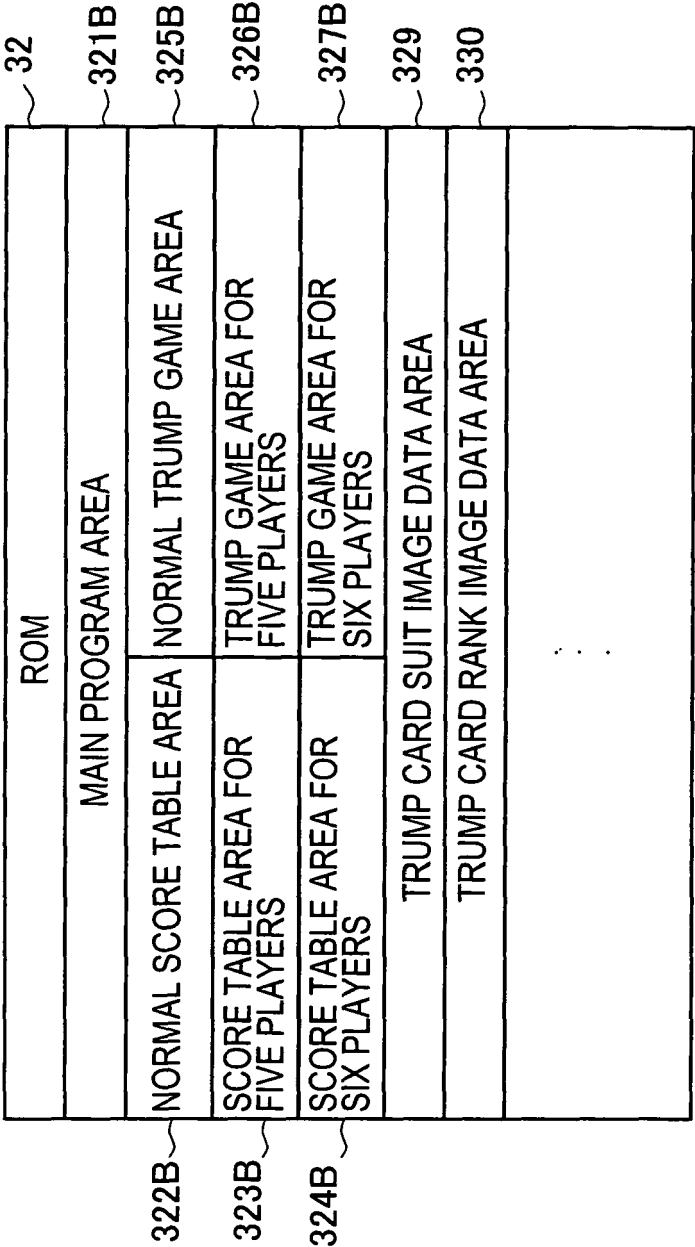 ROM
32
MAIN PROGRAM AREA
321B
322B
NORMAL SCORE TABLE AREA
NORMAL TRUMP GAME AREA
325B
323B
SCORE TABLE AREA FOR
FIVE PLAYERS
TRUMP GAME AREA FOR
FIVE PLAYERS
326B
324B
SCORE TABLE AREA FOR
SIX PLAYERS
TRUMP GAME AREA FOR
SIX PLAYERS
327B
TRUMP CARD SUIT IMAGE DATA AREA
329
TRUMP CARD RANK IMAGE DATA AREA
330